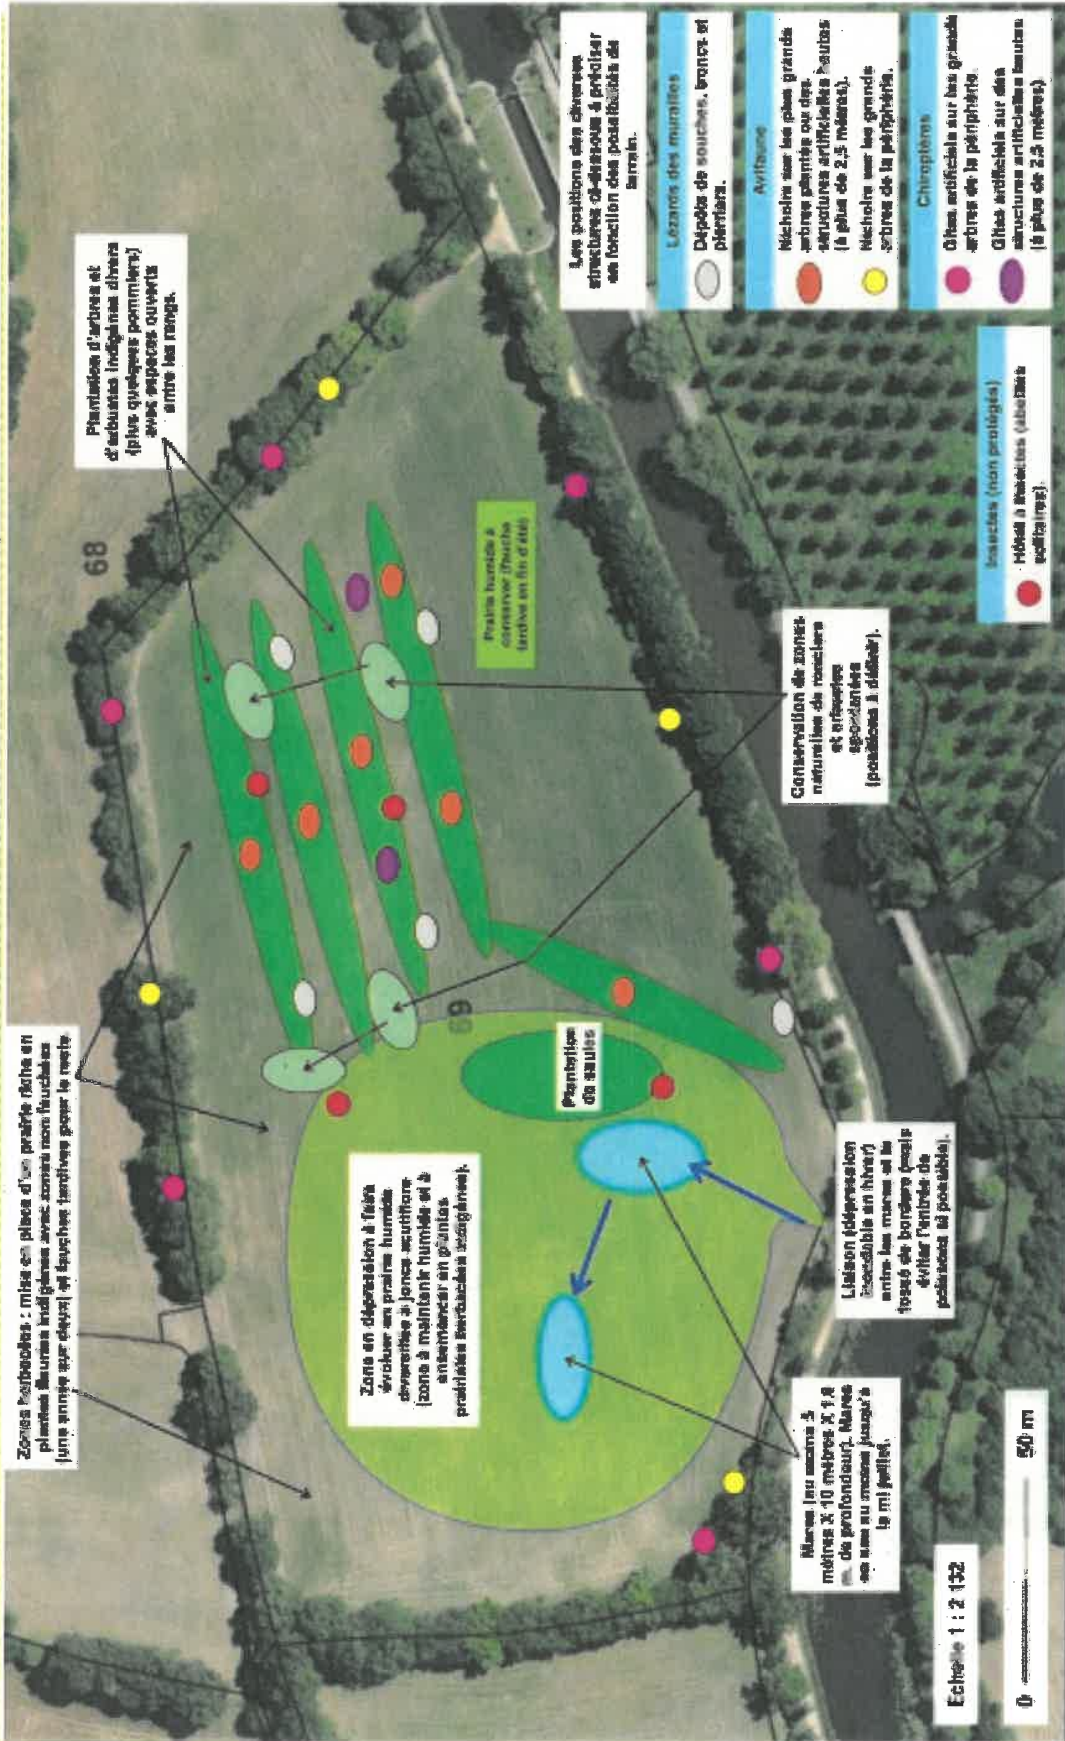 Zones herbacées : mise en place d'un prairie riche en
plantes fleuries indigènes avec zones non fauchées
(une année sur deux) et fauches tardives pour le reste
Plantation d'arbres et
d'arbustes indigènes divers
(plus quelques pommiers)
avec espaces ouverts
entre les rangs.
68
69
Zone en dépression à faire
évoluer en prairie humide
diversifiée à joncs acutiflore
(zone à maintenir humide et à
ensemencer en plantes
prairiales herbacées indigènes).
Plantation
de saules
Prairie humide à
conserver (fauche
tardive en fin d'été)
Mares (au moins 5
mètres X 10 mètres X 1,5
m. de profondeur). Mares
en eau au moins jusqu'à
la mi juillet.
Liaison (dépression
inondable en hiver)
entre les mares et le
fossé de bordure (mais
éviter l'entrée de
poissons si possible).
Conservation de zones
naturelles de ronciers
et arbustes
spontanées
(positions à définir).
Les positions des diverses
structures ci-dessous à préciser
en fonction des possibilités de
terrain.
Lézards des murailles
Dépôts de souches, troncs et
pierriers.
Avifaune
Nichoirs sur les plus grands
arbres plantés ou des
structures artificielles hautes
(à plus de 2,5 mètres).
Nichoirs sur les grands
arbres de la périphérie.
Chiroptères
Gîtes artificiels sur les grands
arbres de la périphérie.
Gîtes artificiels sur des
structures artificielles hautes
(à plus de 2,5 mètres)
Insectes (non protégés)
Hôtel à insectes (abeilles
solitaires).
Echelle 1 : 2 132
0 50 m